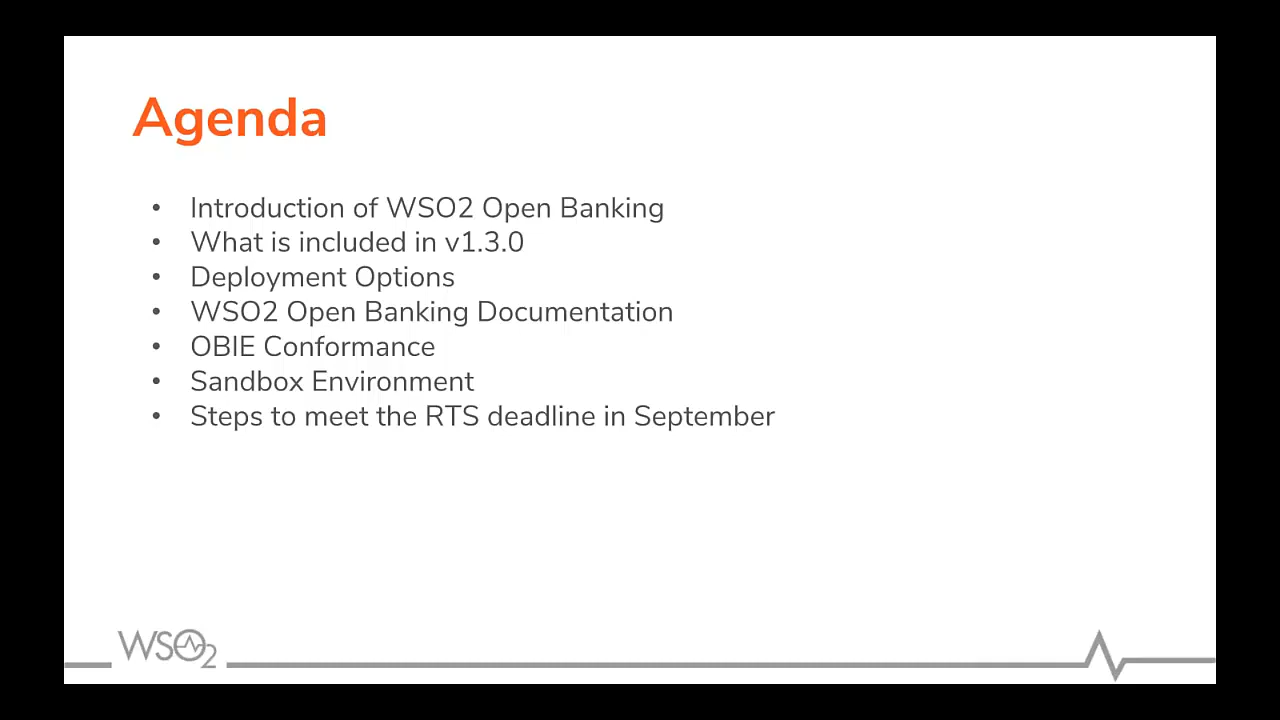 Agenda
• Introduction of WSO2 Open Banking
• What is included in v1.3.0
• Deployment Options
• WSO2 Open Banking Documentation
• OBIE Conformance
• Sandbox Environment
• Steps to meet the RTS deadline in September
WSO2